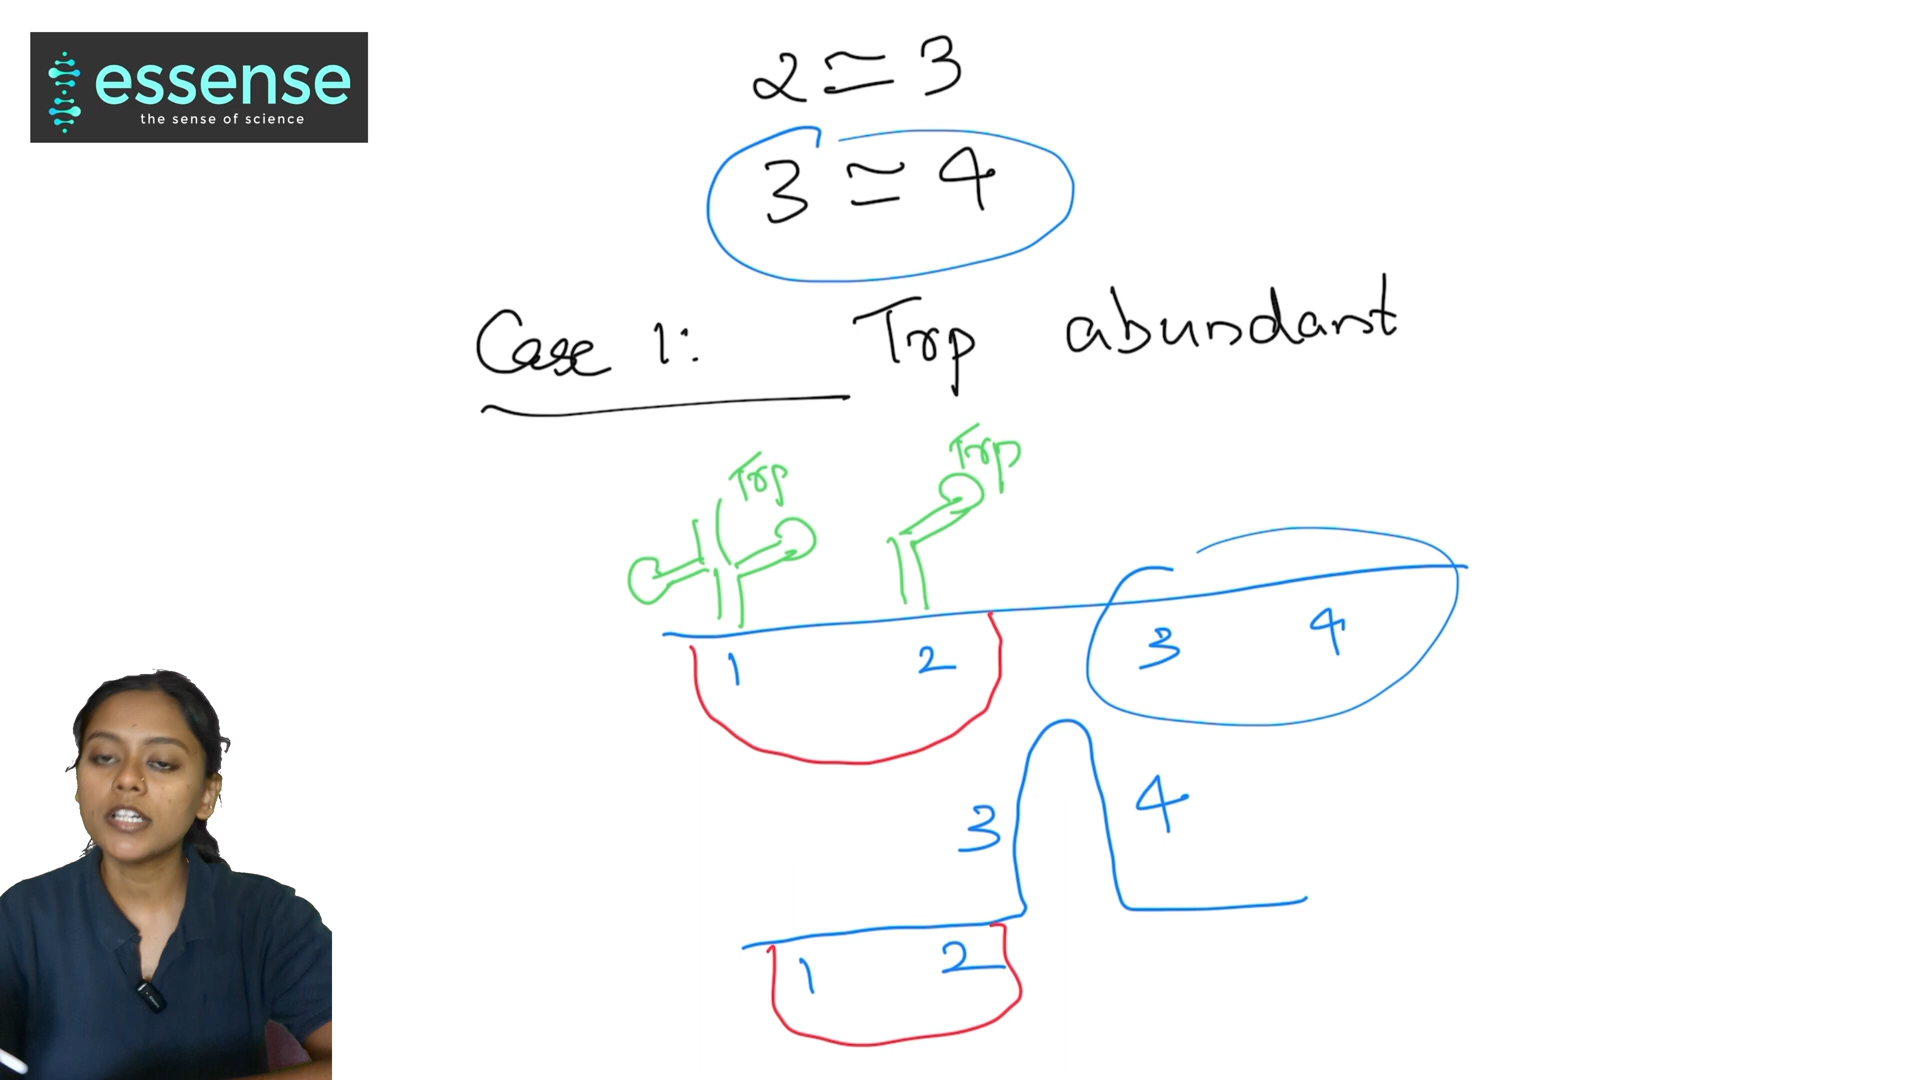 essense
the sense of science
2 ≃ 3
3 ≃ 4
Case 1: Trp abundant
Trp
Trp
1 2 3 4
3 4
1 2